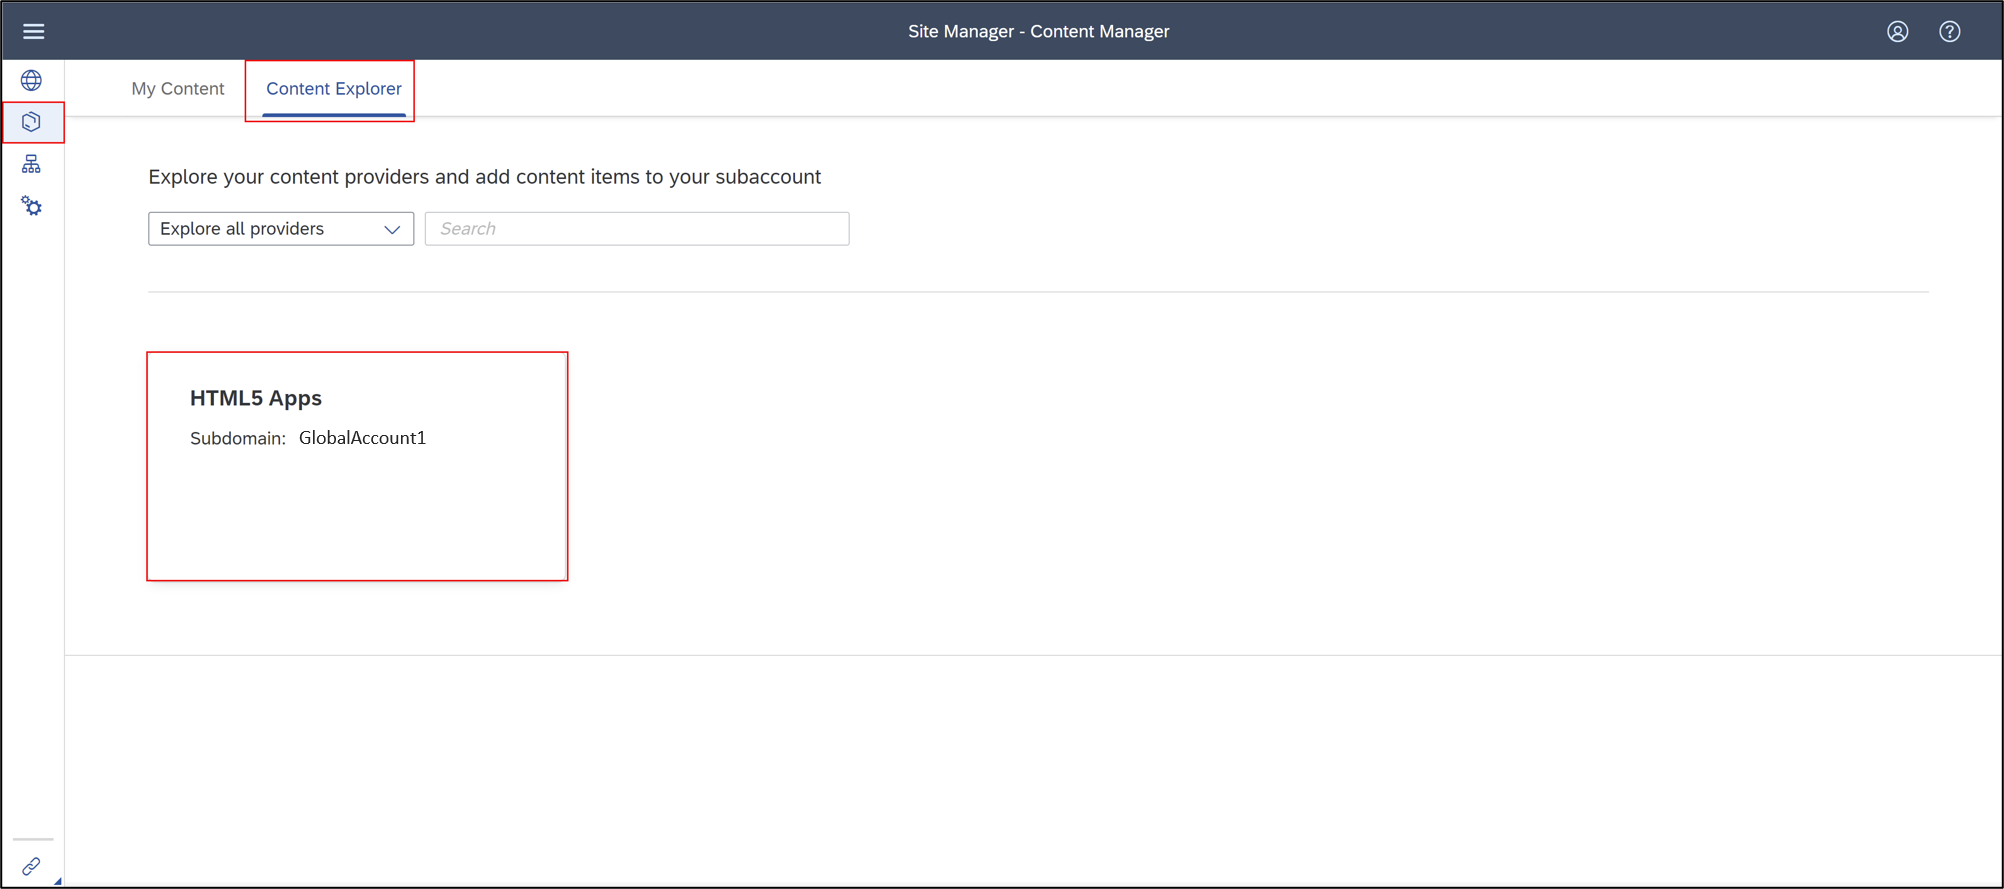 Site Manager - Content Manager
My Content
Content Explorer
Explore your content providers and add content items to your subaccount
Explore all providers
Search
HTML5 Apps
Subdomain: GlobalAccount1